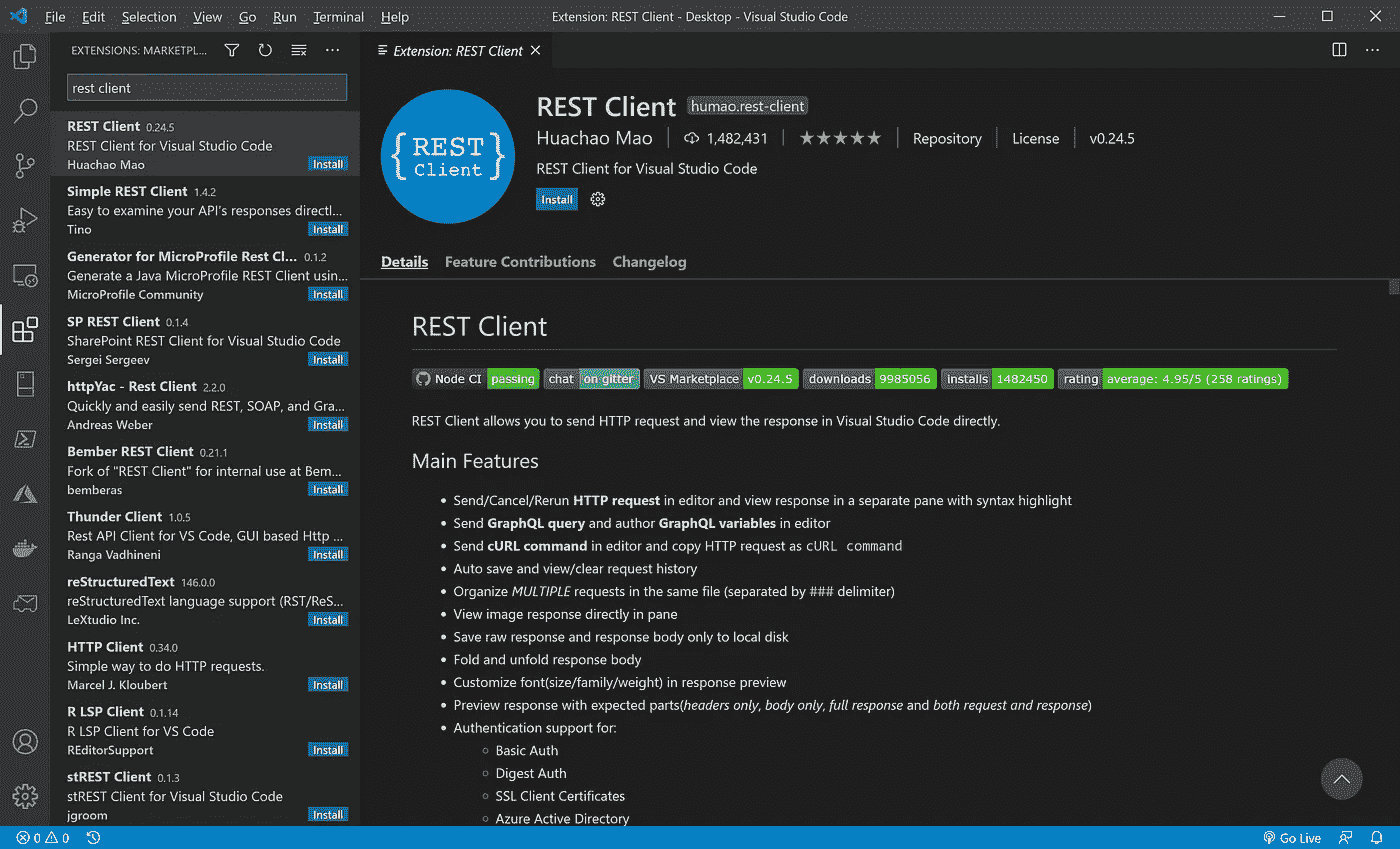 File Edit Selection View Go Run Terminal Help
Extension: REST Client - Desktop - Visual Studio Code
EXTENSIONS: MARKETPL...
rest client
REST Client 0.24.5
REST Client for Visual Studio Code
Huachao Mao Install
Simple REST Client 1.4.2
Easy to examine your API's responses directl...
Tino Install
Generator for MicroProfile Rest Cl... 0.1.2
Generate a Java MicroProfile REST Client usin...
MicroProfile Community Install
SP REST Client 0.1.4
SharePoint REST Client for Visual Studio Code
Sergei Sergeev Install
httpYac - Rest Client 2.2.0
Quickly and easily send REST, SOAP, and Gra...
Andreas Weber Install
Bember REST Client 0.21.1
Fork of "REST Client" for internal use at Bem...
bemberas Install
Thunder Client 1.0.5
Rest API Client for VS Code, GUI based Http ...
Ranga Vadhineni Install
reStructuredText 146.0.0
reStructuredText language support (RST/ReS...
LeXtudio Inc. Install
HTTP Client 0.34.0
Simple way to do HTTP requests.
Marcel J. Kloubert Install
R LSP Client 0.1.14
R LSP Client for VS Code
REditorSupport Install
stREST Client 0.1.3
stREST Client for Visual Studio Code
jgroom Install
Extension: REST Client
{ REST }
Client
REST Client humao.rest-client
Huachao Mao 1,482,431 ★★★★★ Repository License v0.24.5
REST Client for Visual Studio Code
Install
Details Feature Contributions Changelog
REST Client
Node CI passing chat on gitter VS Marketplace v0.24.5 downloads 9985056 installs 1482450 rating average: 4.95/5 (258 ratings)
REST Client allows you to send HTTP request and view the response in Visual Studio Code directly.
Main Features
• Send/Cancel/Rerun HTTP request in editor and view response in a separate pane with syntax highlight
• Send GraphQL query and author GraphQL variables in editor
• Send cURL command in editor and copy HTTP request as cURL command
• Auto save and view/clear request history
• Organize MULTIPLE requests in the same file (separated by ### delimiter)
• View image response directly in pane
• Save raw response and response body only to local disk
• Fold and unfold response body
• Customize font(size/family/weight) in response preview
• Preview response with expected parts(headers only, body only, full response and both request and response)
• Authentication support for:
○ Basic Auth
○ Digest Auth
○ SSL Client Certificates
○ Azure Active Directory
0 0
Go Live